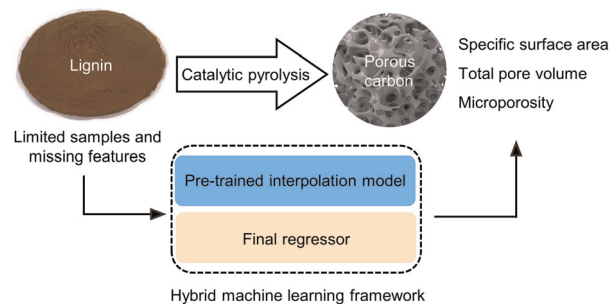 Lignin
Catalytic pyrolysis
Porous
carbon
Specific surface area
Total pore volume
Microporosity
Limited samples and
missing features
Pre-trained interpolation model
Final regressor
Hybrid machine learning framework